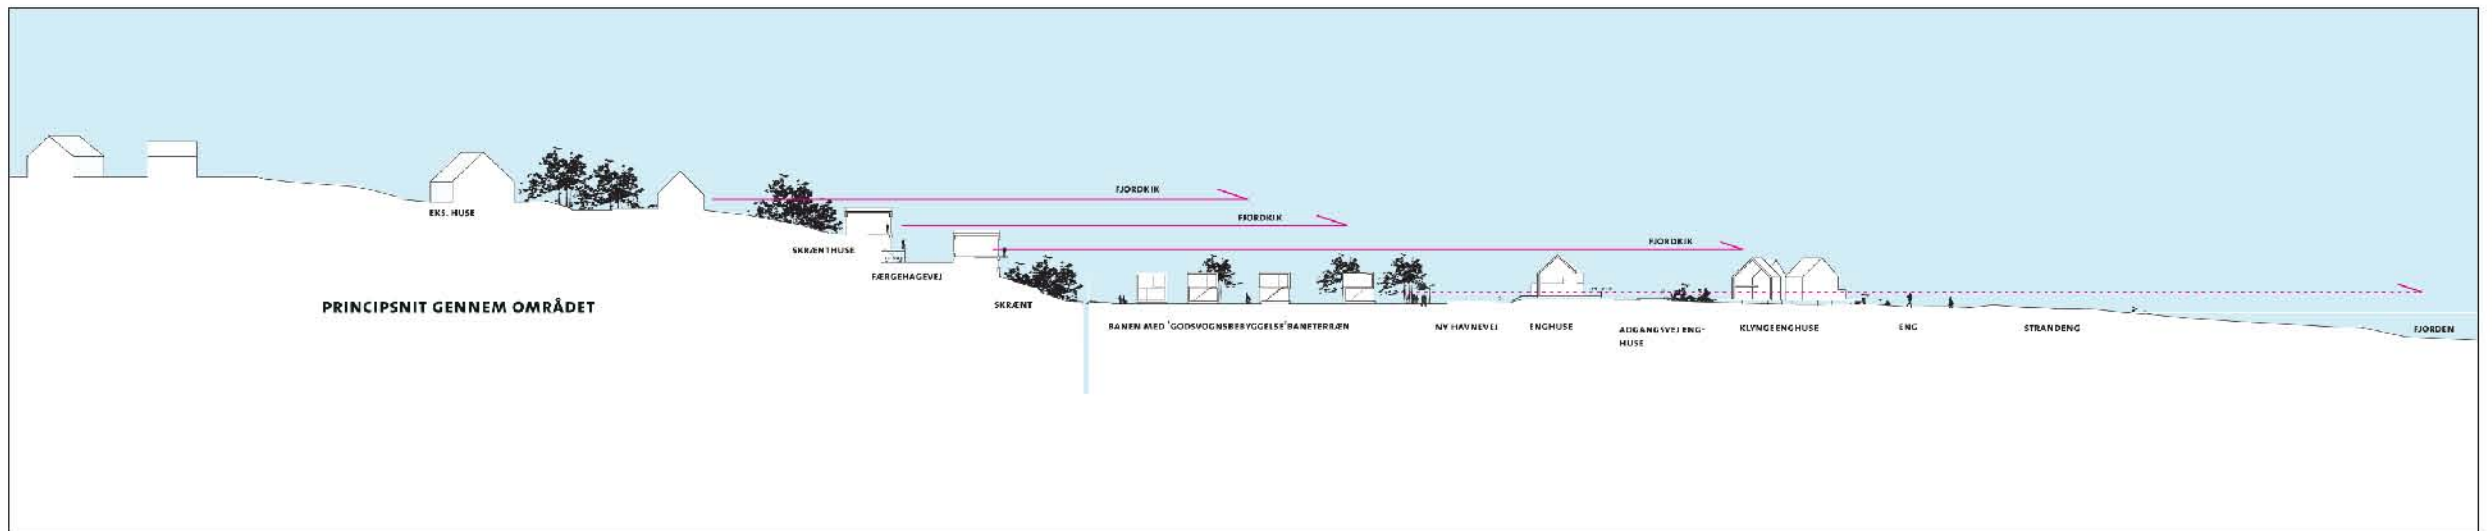 FJORDKIK
EKS. HUSE
FJORDKIK
SKRÆNTHUSE
FJORDKIK
FÆRGEHAGEVEJ
PRINCIPSNIT GENNEM OMRÅDET
SKRÆNT
BANEN MED 'GODSVOGNSBEBYGGELSE' BANETERRÆN
NY HAVNEVEJ
ENGHUSE
ADGANGSVEJ ENG-
HUSE
KLYNGEENGHUSE
ENG
STRANDENG
FJORDEN